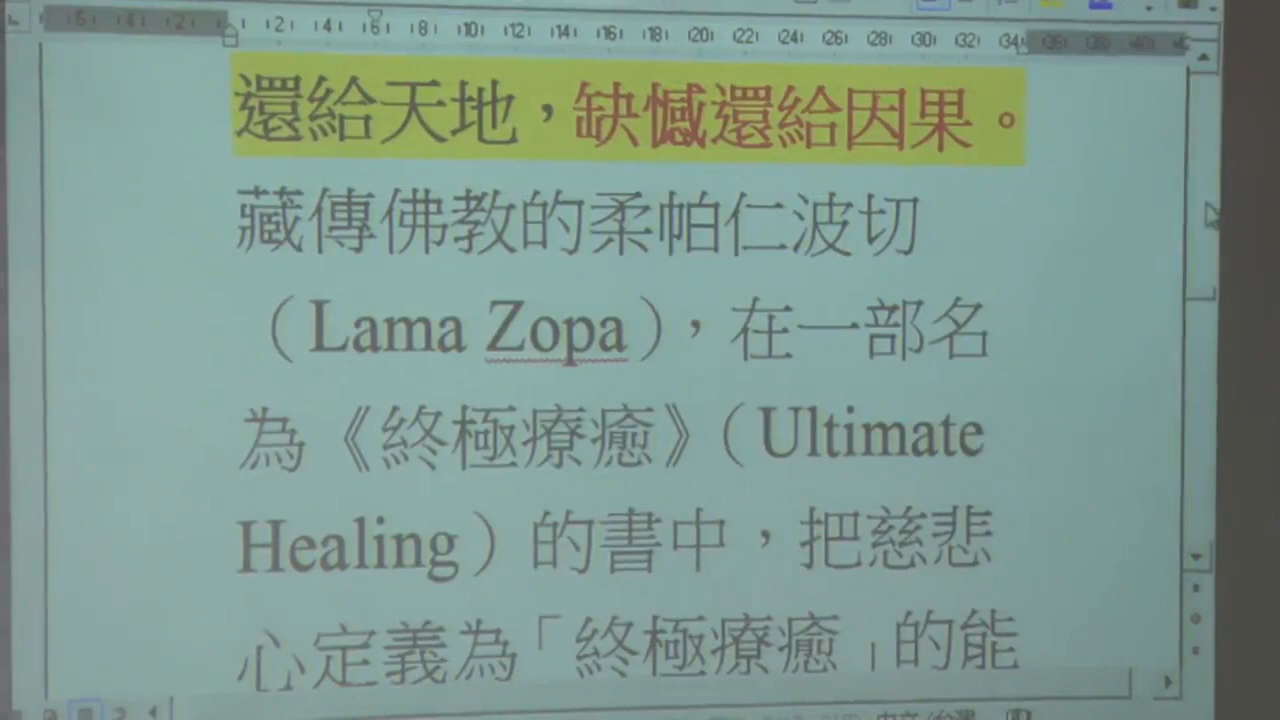 還給天地，缺憾還給因果。
藏傳佛教的柔帕仁波切
（Lama Zopa），在一部名
為《終極療癒》（Ultimate
Healing）的書中，把慈悲
心定義為「終極療癒」的能